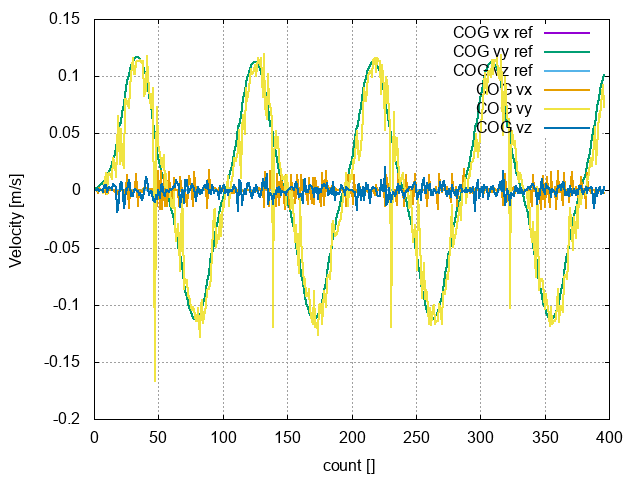 0.15
0.1
0.05
0
-0.05
-0.1
-0.15
-0.2
0
50
100
150
200
250
300
350
400
Velocity [m/s]
count []
COG vx ref
COG vy ref
COG vz ref
COG vx
COG vy
COG vz